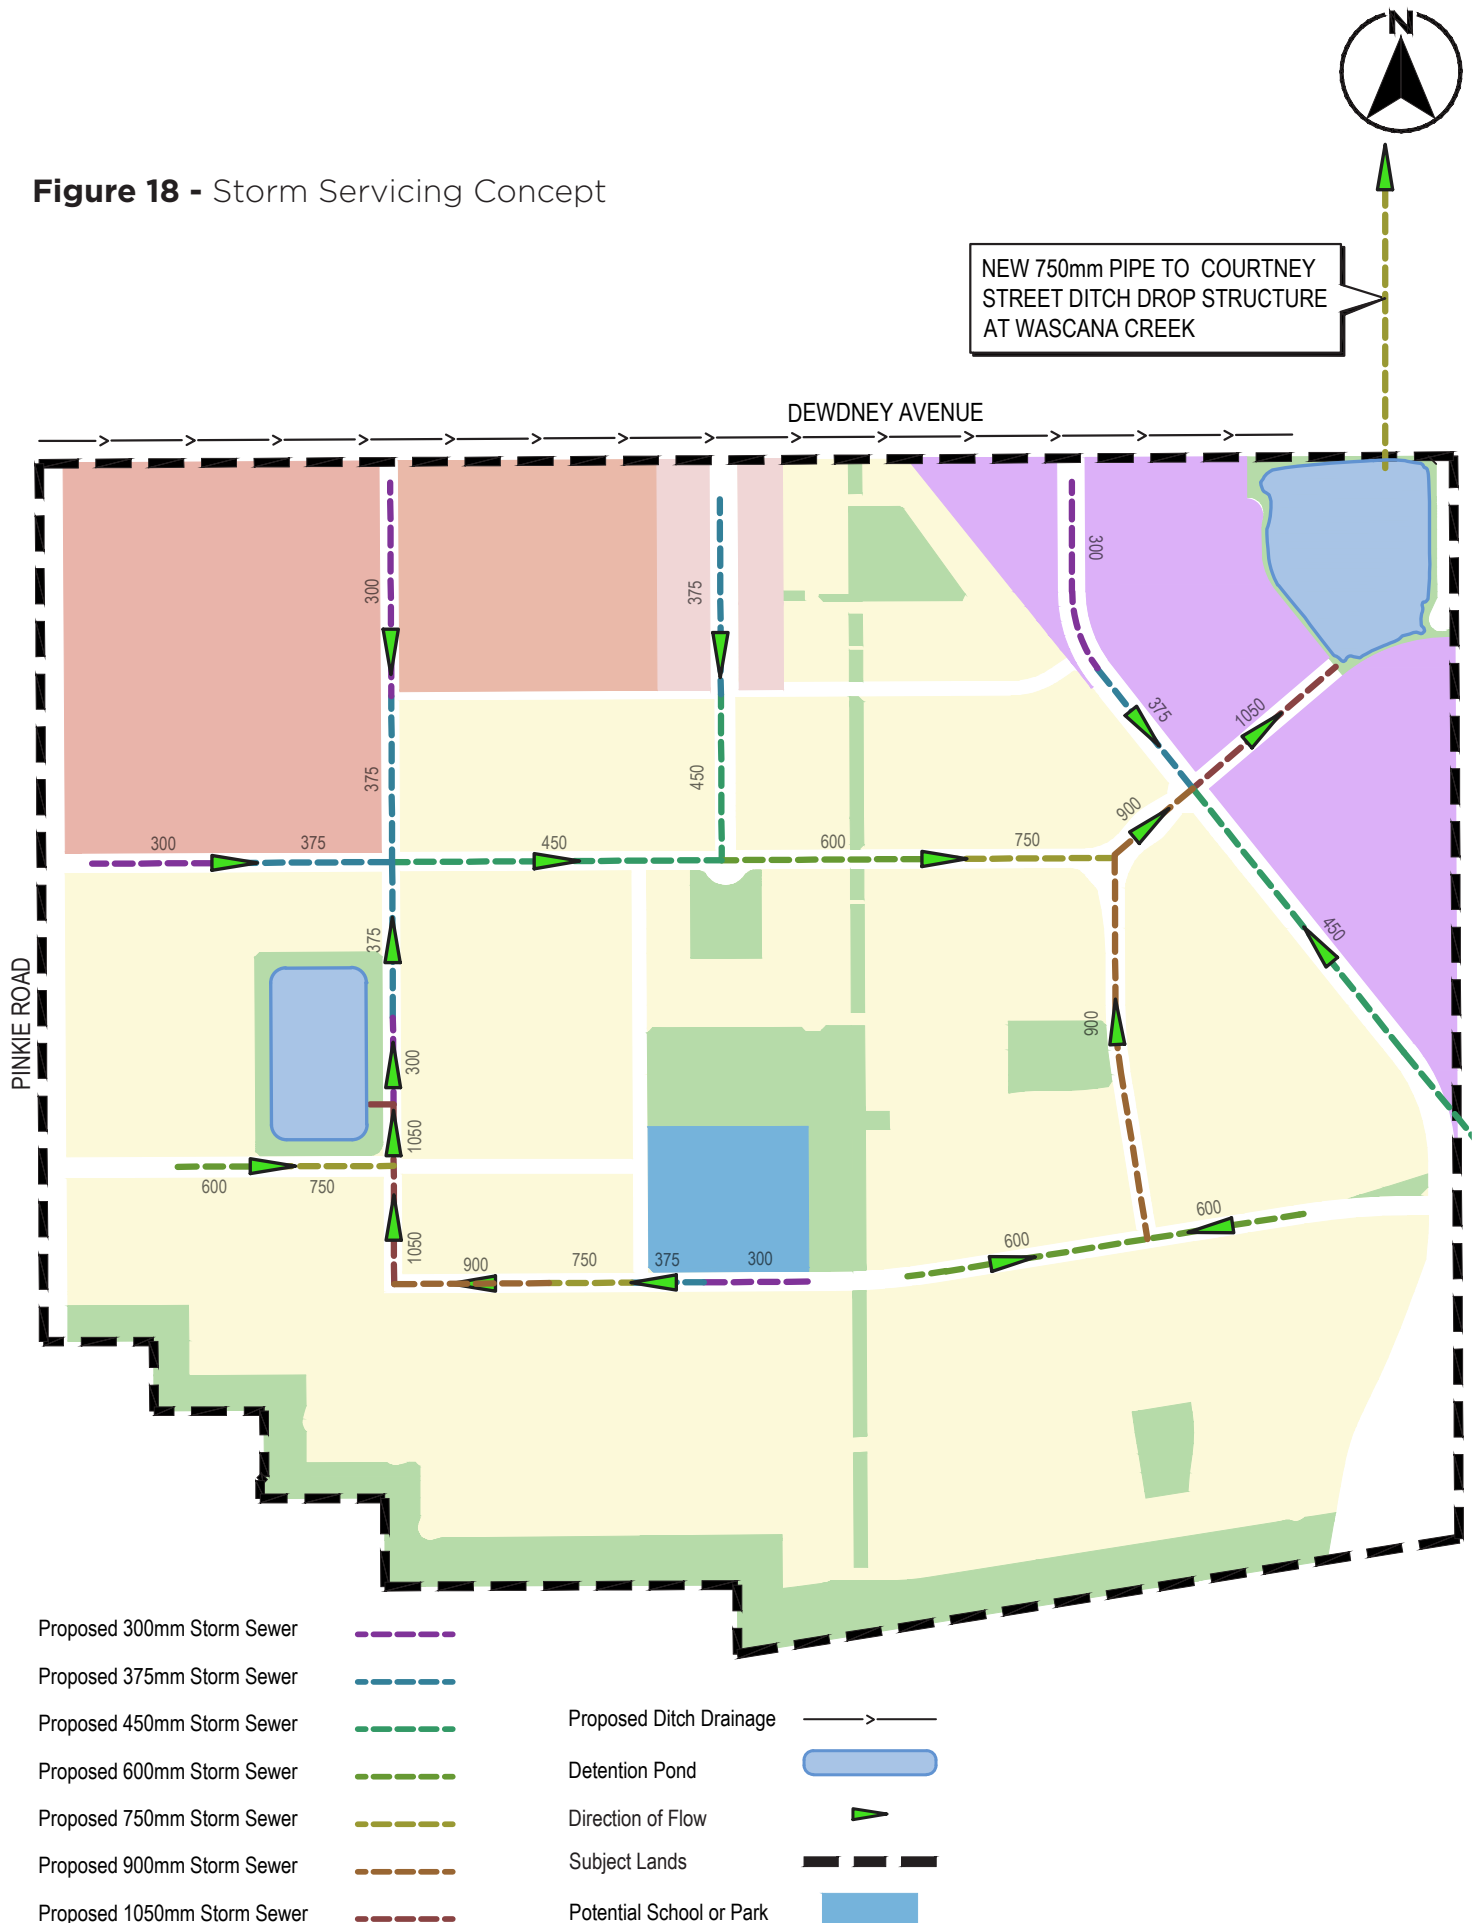 N
Figure 18 - Storm Servicing Concept
NEW 750mm PIPE TO COURTNEY
STREET DITCH DROP STRUCTURE
AT WASCANA CREEK
DEWDNEY AVENUE
PINKIE ROAD
300
375
300
375
450
1050
900
375
300
375
450
600
750
450
375
900
300
1050
600
750
600
600
1050
900
750
375
300
Proposed 300mm Storm Sewer
Proposed 375mm Storm Sewer
Proposed 450mm Storm Sewer
Proposed 600mm Storm Sewer
Proposed 750mm Storm Sewer
Proposed 900mm Storm Sewer
Proposed 1050mm Storm Sewer
Proposed Ditch Drainage
Detention Pond
Direction of Flow
Subject Lands
Potential School or Park